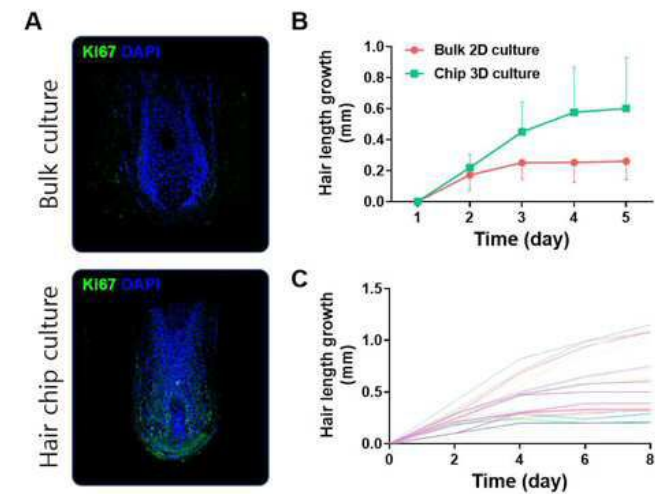 A
Bulk culture
Ki67 DAPI
Hair chip culture
Ki67 DAPI
B
Hair length growth
(mm)
1.0
0.8
0.6
0.4
0.2
0.0
Bulk 2D culture
Chip 3D culture
1 2 3 4 5
Time (day)
C
Hair length growth
(mm)
1.5
1.0
0.5
0.0
0 2 4 6 8
Time (day)